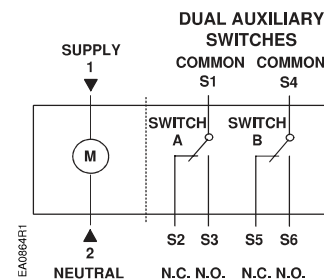 DUAL AUXILIARY
SWITCHES
SUPPLY
1
COMMON COMMON
S1 S4
SWITCH SWITCH
A B
M
2
S2 S3 S5 S6
NEUTRAL
N.C. N.O. N.C. N.O.
EA0864R1